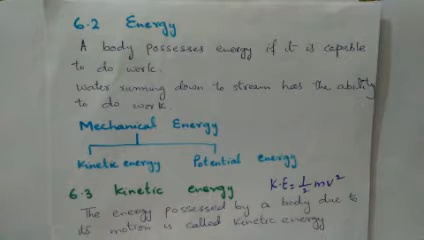 6.2 Energy
A body possesses energy if it is capable
to do work.
Water running down to stream has the ability
to do work.
Mechanical Energy
Kinetic energy Potential energy
6.3 Kinetic energy K.E = 1/2 mv²
The energy possessed by a body due to
its motion is called kinetic energy